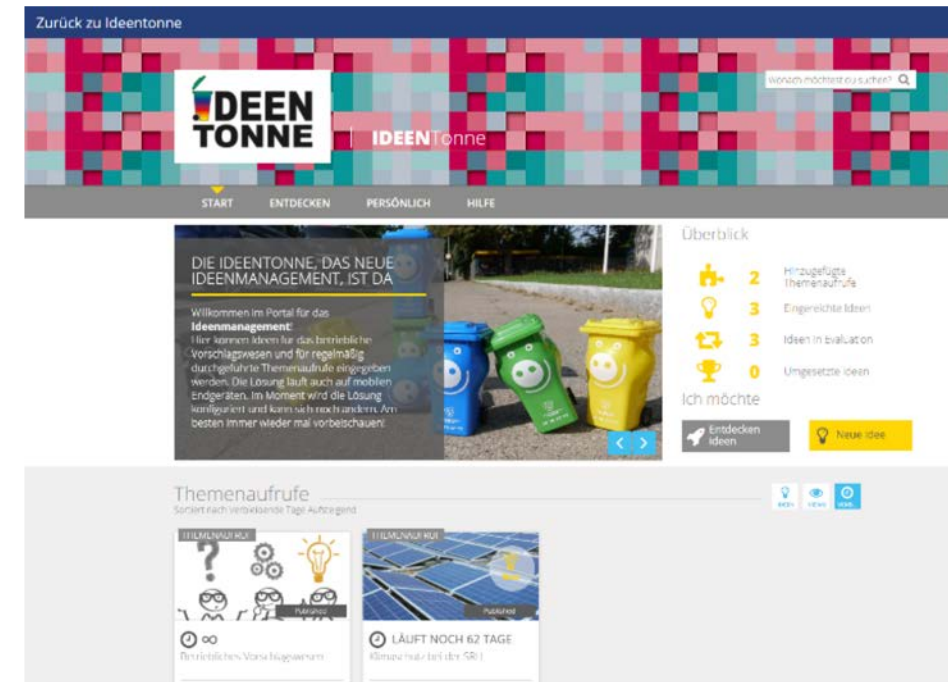 Zurück zu Ideentonne
IDEEN
TONNE
IDEENTonne
Wonach möchtest du suchen?
START ENTDECKEN PERSÖNLICH HILFE
DIE IDEENTONNE, DAS NEUE
IDEENMANAGEMENT, IST DA
Willkommen im Portal für das
Ideenmanagement!
Hier können Ideen für das betriebliche
Vorschlagswesen und für regelmäßig
durchgeführte Themenaufrufe eingegeben
werden. Die Lösung läuft auch auf mobilen
Endgeräten. Im Moment wird die Lösung
konfiguriert und kann sich noch ändern. Am
besten immer wieder mal vorbeischauen!
Überblick
2 Hinzugefügte
Themenaufrufe
3 Eingereichte Ideen
3 Ideen in Evaluation
0 Umgesetzte Ideen
Ich möchte
Entdecken
Ideen
Neue Idee
Themenaufrufe
Sortiert nach Verbleibende Tage Aufsteigend
THEMENAUFRUF
Published
∞
Betriebliches Vorschlagswesen
THEMENAUFRUF
Published
LÄUFT NOCH 62 TAGE
Klimaschutz bei der SRH